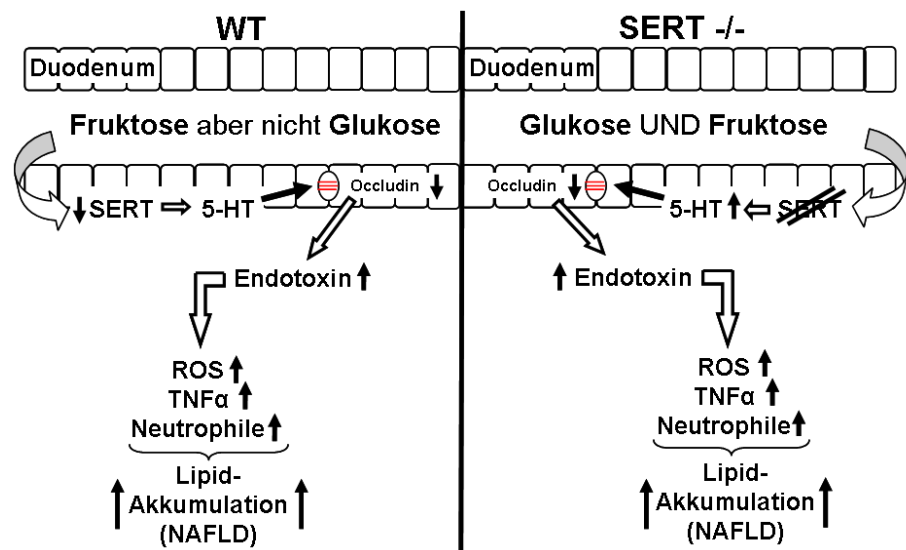 WT
Duodenum
Fruktose aber nicht Glukose
SERT 5-HT Occludin
Endotoxin
ROS
TNFα
Neutrophile
Lipid-
Akkumulation
(NAFLD)
SERT -/-
Duodenum
Glukose UND Fruktose
Occludin 5-HT SERT
Endotoxin
ROS
TNFα
Neutrophile
Lipid-
Akkumulation
(NAFLD)